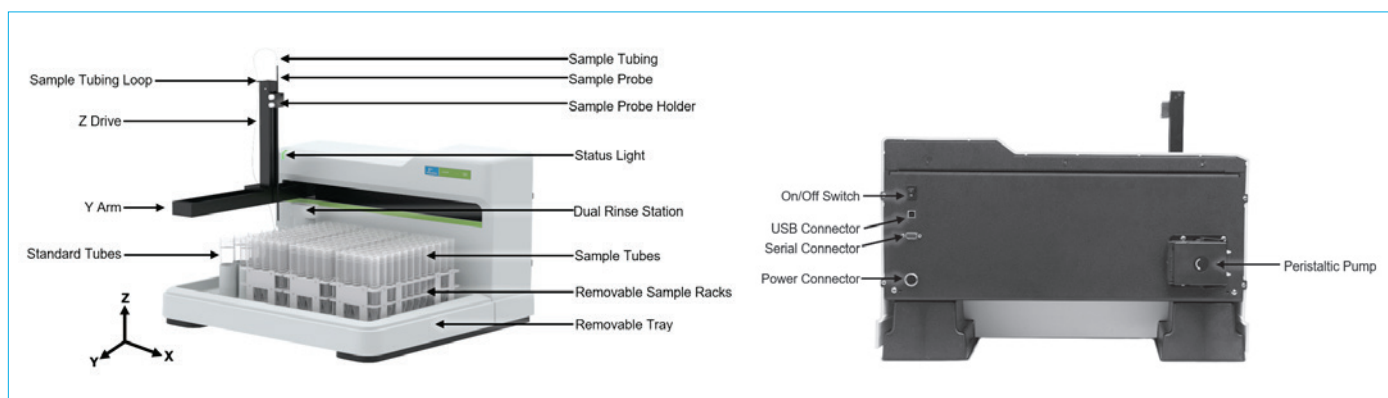 Sample Tubing
Sample Tubing Loop
Sample Probe
Sample Probe Holder
Z Drive
Status Light
Y Arm
Dual Rinse Station
Standard Tubes
Sample Tubes
Removable Sample Racks
Removable Tray
Z
Y
X
On/Off Switch
USB Connector
Serial Connector
Power Connector
Peristaltic Pump